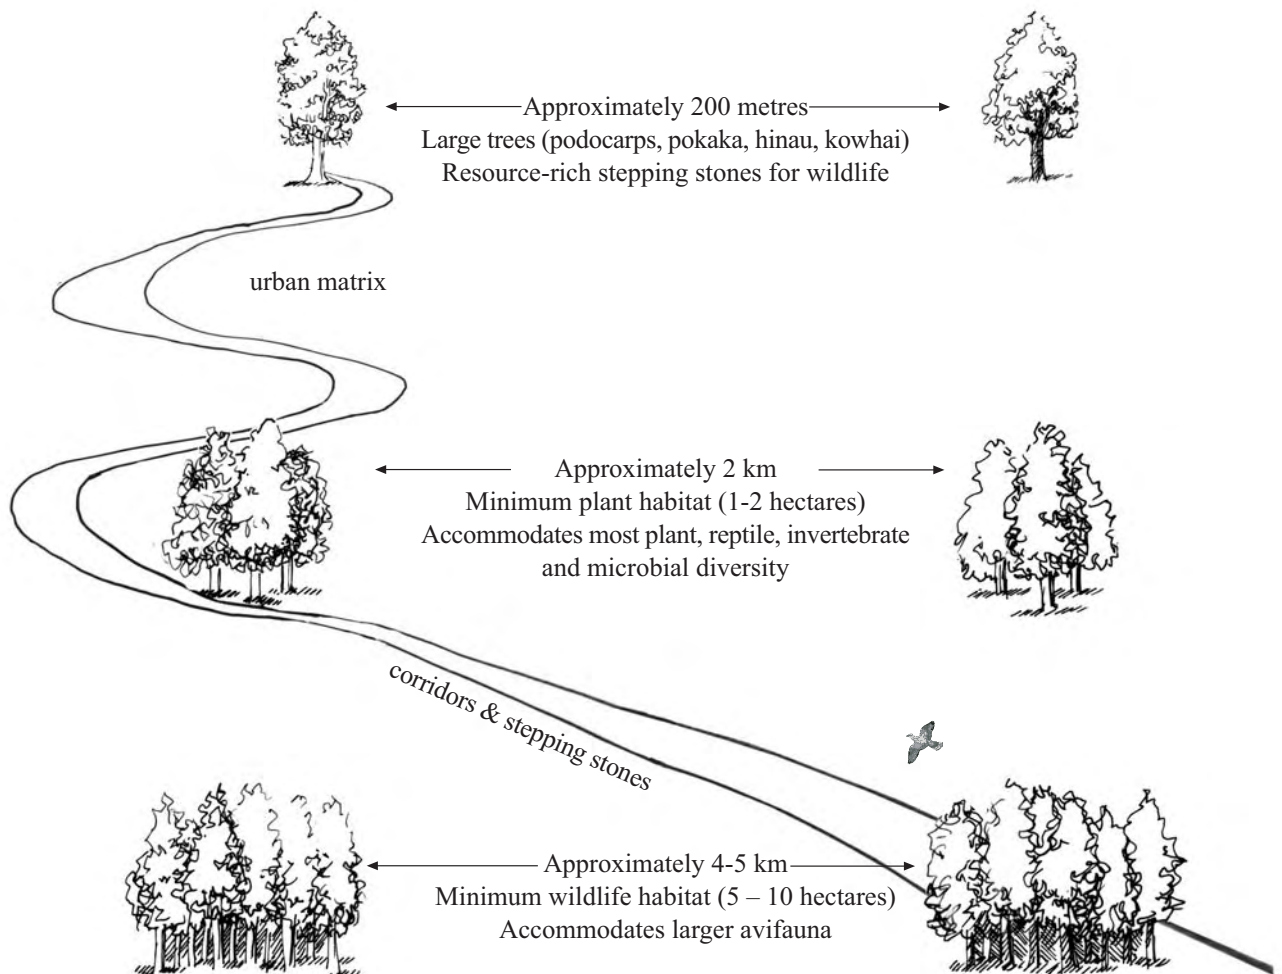 Approximately 200 metres
Large trees (podocarps, pokaka, hinau, kowhai)
Resource-rich stepping stones for wildlife
urban matrix
Approximately 2 km
Minimum plant habitat (1-2 hectares)
Accommodates most plant, reptile, invertebrate
and microbial diversity
corridors & stepping stones
Approximately 4-5 km
Minimum wildlife habitat (5 – 10 hectares)
Accommodates larger avifauna